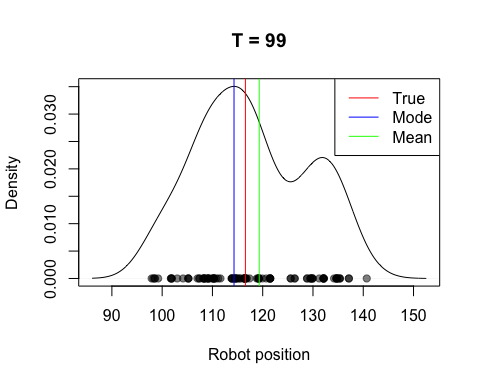 T = 99
True
Mode
Mean
Density
0.030
0.020
0.010
0.000
90 100 110 120 130 140 150
Robot position